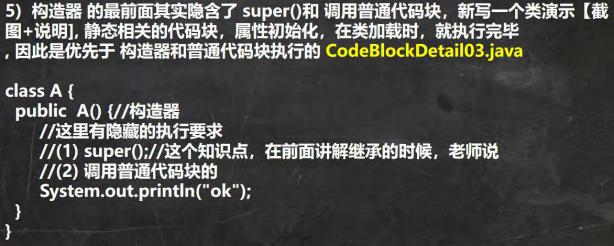 5）构造器 的最前面其实隐含了 super()和 调用普通代码块，新写一个类演示【截
图+说明], 静态相关的代码块，属性初始化，在类加载时，就执行完毕
, 因此是优先于 构造器和普通代码块执行的 CodeBlockDetail03.java
class A {
public A() {//构造器
//这里有隐藏的执行要求
//(1) super();//这个知识点，在前面讲解继承的时候，老师说
//(2) 调用普通代码块的
System.out.println("ok");
}
}